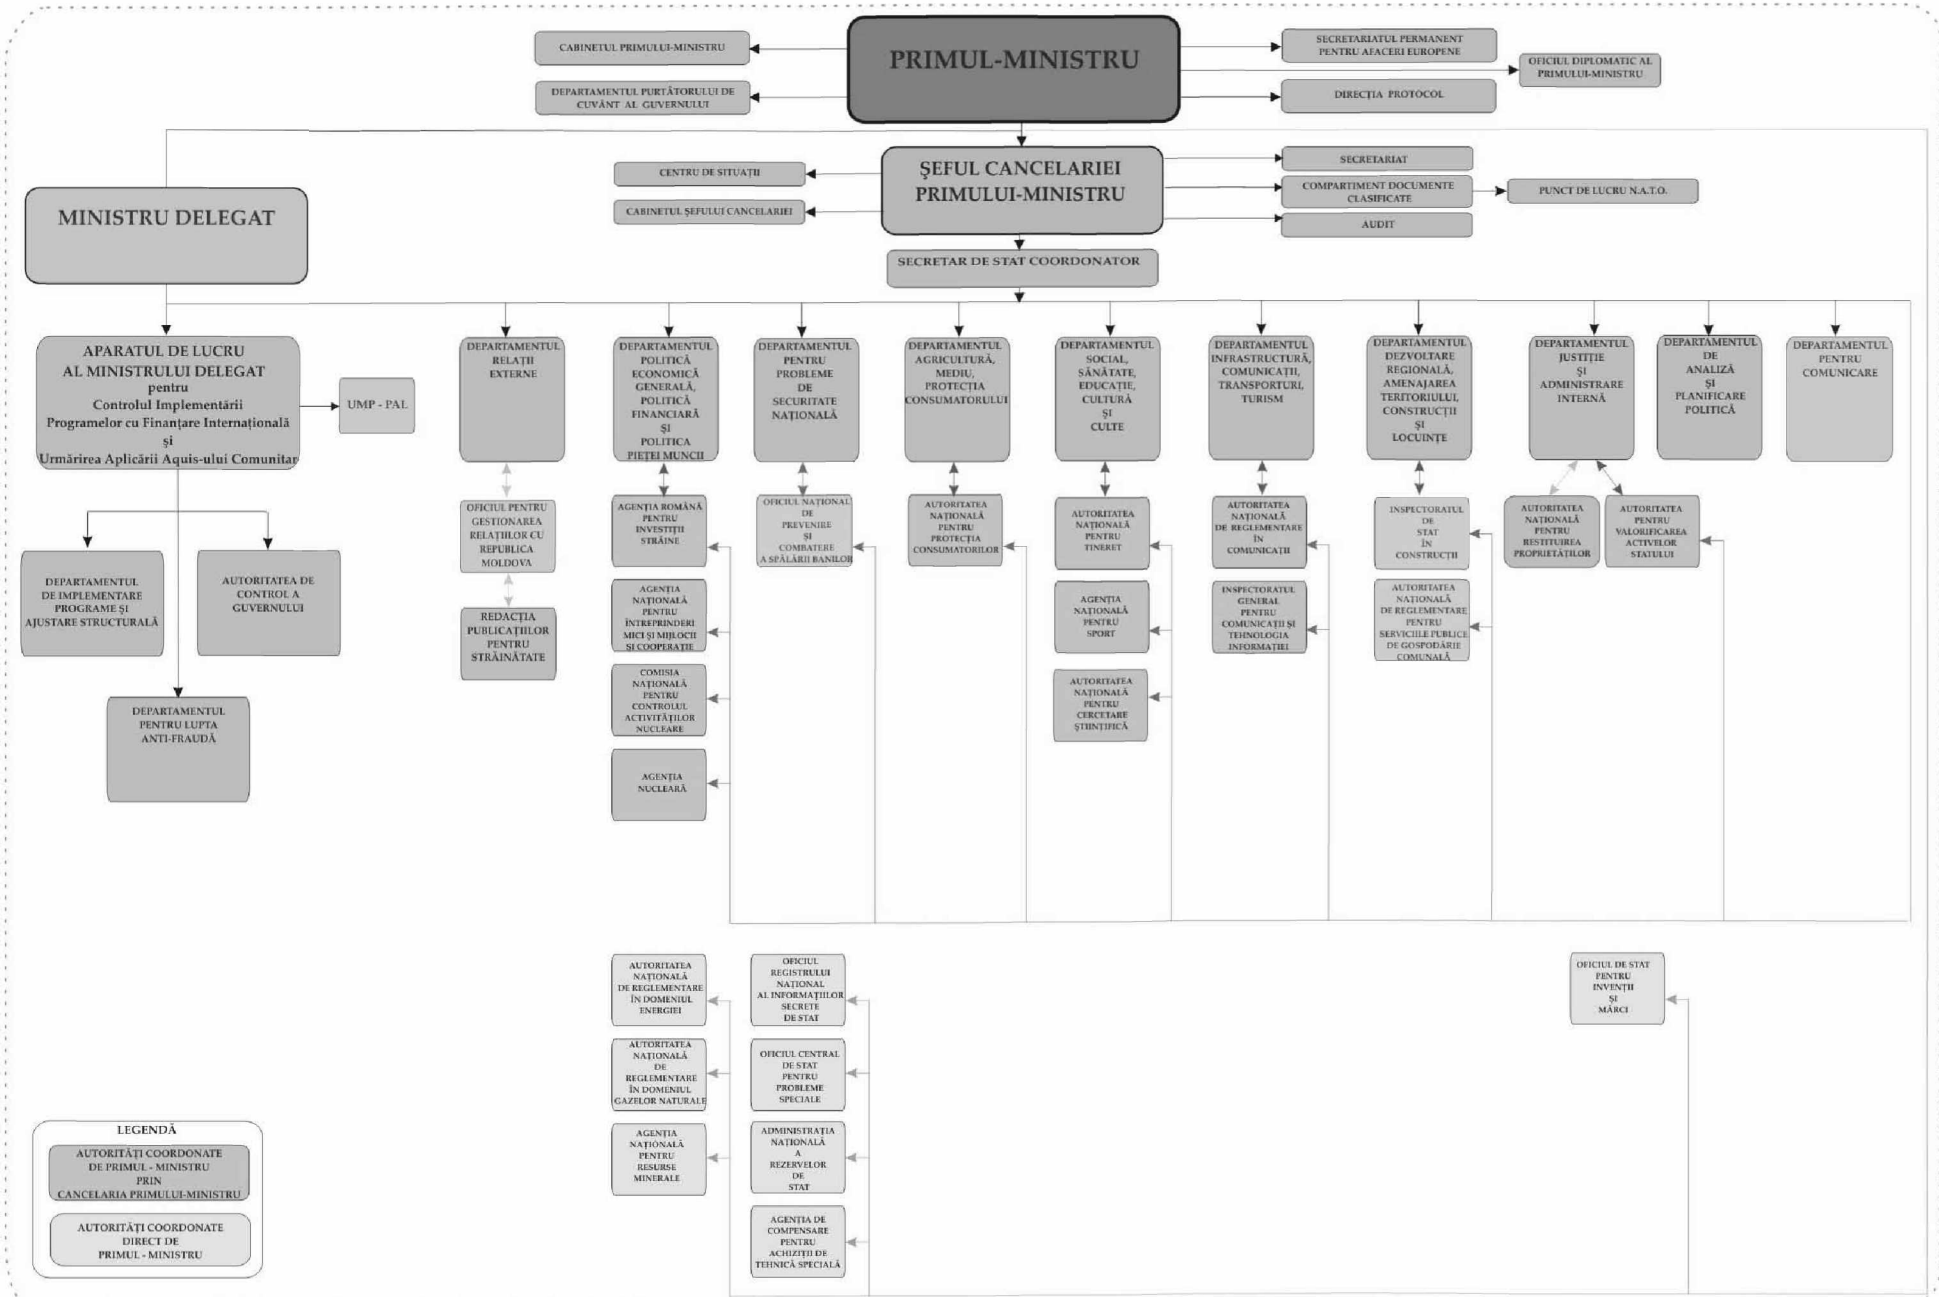 PRIMUL-MINISTRU
CABINETUL PRIMULUI-MINISTRU
DEPARTAMENTUL PURTĂTORULUI DE
CUVÂNT AL GUVERNULUI
SECRETARIATUL PERMANENT
PENTRU AFACERI EUROPENE
OFICIUL DIPLOMATIC AL
PRIMULUI-MINISTRU
DIRECȚIA PROTOCOL
ȘEFUL CANCELARIEI
PRIMULUI-MINISTRU
CENTRU DE SITUAȚII
CABINETUL ȘEFULUI CANCELARIEI
SECRETARIAT
COMPARTIMENT DOCUMENTE
CLASIFICATE
PUNCT DE LUCRU N.A.T.O.
AUDIT
MINISTRU DELEGAT
SECRETAR DE STAT COORDONATOR
APARATUL DE LUCRU
AL MINISTRULUI DELEGAT
pentru
Controlul Implementării
Programelor cu Finanțare Internațională
și
Urmărirea Aplicării Aquis-ului Comunitar
UMP - PAL
DEPARTAMENTUL
RELAȚII
EXTERNE
DEPARTAMENTUL
POLITICĂ
ECONOMICĂ
GENERALĂ,
POLITICĂ
FINANCIARĂ
ȘI
POLITICA
PIEȚEI MUNCII
DEPARTAMENTUL
PENTRU
PROBLEME
DE
SECURITATE
NAȚIONALĂ
DEPARTAMENTUL
AGRICULTURĂ,
MEDIU,
PROTECȚIA
CONSUMATORULUI
DEPARTAMENTUL
SOCIAL,
SĂNĂTATE,
EDUCAȚIE,
CULTURĂ
ȘI
CULTE
DEPARTAMENTUL
INFRASTRUCTURĂ,
COMUNICAȚII,
TRANSPORTURI,
TURISM
DEPARTAMENTUL
DEZVOLTARE
REGIONALĂ,
AMENAJAREA
TERITORIULUI,
CONSTRUCȚII
ȘI
LOCUINȚE
DEPARTAMENTUL
JUSTIȚIE
ȘI
ADMINISTRARE
INTERNĂ
DEPARTAMENTUL
DE
ANALIZĂ
ȘI
PLANIFICARE
POLITICĂ
DEPARTAMENTUL
PENTRU
COMUNICARE
DEPARTAMENTUL
DE IMPLEMENTARE
PROGRAME ȘI
AJUSTARE STRUCTURALĂ
AUTORITATEA DE
CONTROL A
GUVERNULUI
DEPARTAMENTUL
PENTRU LUPTA
ANTI-FRAUDĂ
OFICIUL PENTRU
GESTIONAREA
RELAȚIILOR CU
REPUBLICA
MOLDOVA
REDACȚIA
PUBLICAȚIILOR
PENTRU
STRĂINĂTATE
AGENȚIA ROMÂNĂ
PENTRU
INVESTIȚII
STRĂINE
AGENȚIA
NAȚIONALĂ
PENTRU
ÎNTREPRINDERI
MICI ȘI MIJLOCII
ȘI COOPERAȚIE
COMISIA
NAȚIONALĂ
PENTRU
CONTROLUL
ACTIVITĂȚILOR
NUCLEARE
AGENȚIA
NUCLEARĂ
OFICIUL NAȚIONAL
DE
PREVENIRE
ȘI
COMBATERE
A SPĂLĂRII BANILOR
AUTORITATEA
NAȚIONALĂ
PENTRU
PROTECȚIA
CONSUMATORILOR
AUTORITATEA
NAȚIONALĂ
PENTRU
TINERET
AGENȚIA
NAȚIONALĂ
PENTRU
SPORT
AUTORITATEA
NAȚIONALĂ
PENTRU
CERCETARE
ȘTIINȚIFICĂ
AUTORITATEA
NAȚIONALĂ
DE REGLEMENTARE
ÎN
COMUNICAȚII
INSPECTORATUL
GENERAL
PENTRU
COMUNICAȚII ȘI
TEHNOLOGIA
INFORMAȚIEI
INSPECTORATUL
DE
STAT
ÎN
CONSTRUCȚII
AUTORITATEA
NAȚIONALĂ
DE REGLEMENTARE
PENTRU
SERVICIILE PUBLICE
DE GOSPODĂRIE
COMUNALĂ
AUTORITATEA
NAȚIONALĂ
PENTRU
RESTITUIREA
PROPRIETĂȚILOR
AUTORITATEA
PENTRU
VALORIFICAREA
ACTIVELOR
STATULUI
AUTORITATEA
NAȚIONALĂ
DE REGLEMENTARE
ÎN DOMENIUL
ENERGIEI
AUTORITATEA
NAȚIONALĂ
DE
REGLEMENTARE
ÎN DOMENIUL
GAZELOR NATURALE
AGENȚIA
NAȚIONALĂ
PENTRU
RESURSE
MINERALE
OFICIUL
REGISTRULUI
NAȚIONAL
AL INFORMAȚIILOR
SECRETE
DE STAT
OFICIUL CENTRAL
DE STAT
PENTRU
PROBLEME
SPECIALE
ADMINISTRAȚIA
NAȚIONALĂ
A
REZERVELOR
DE
STAT
AGENȚIA DE
COMPENSARE
PENTRU
ACHIZIȚII DE
TEHNICĂ SPECIALĂ
OFICIUL DE STAT
PENTRU
INVENȚII
ȘI
MĂRCI
LEGENDĂ
AUTORITĂȚI COORDONATE
DE PRIMUL - MINISTRU
PRIN
CANCELARIA PRIMULUI-MINISTRU
AUTORITĂȚI COORDONATE
DIRECT DE
PRIMUL - MINISTRU